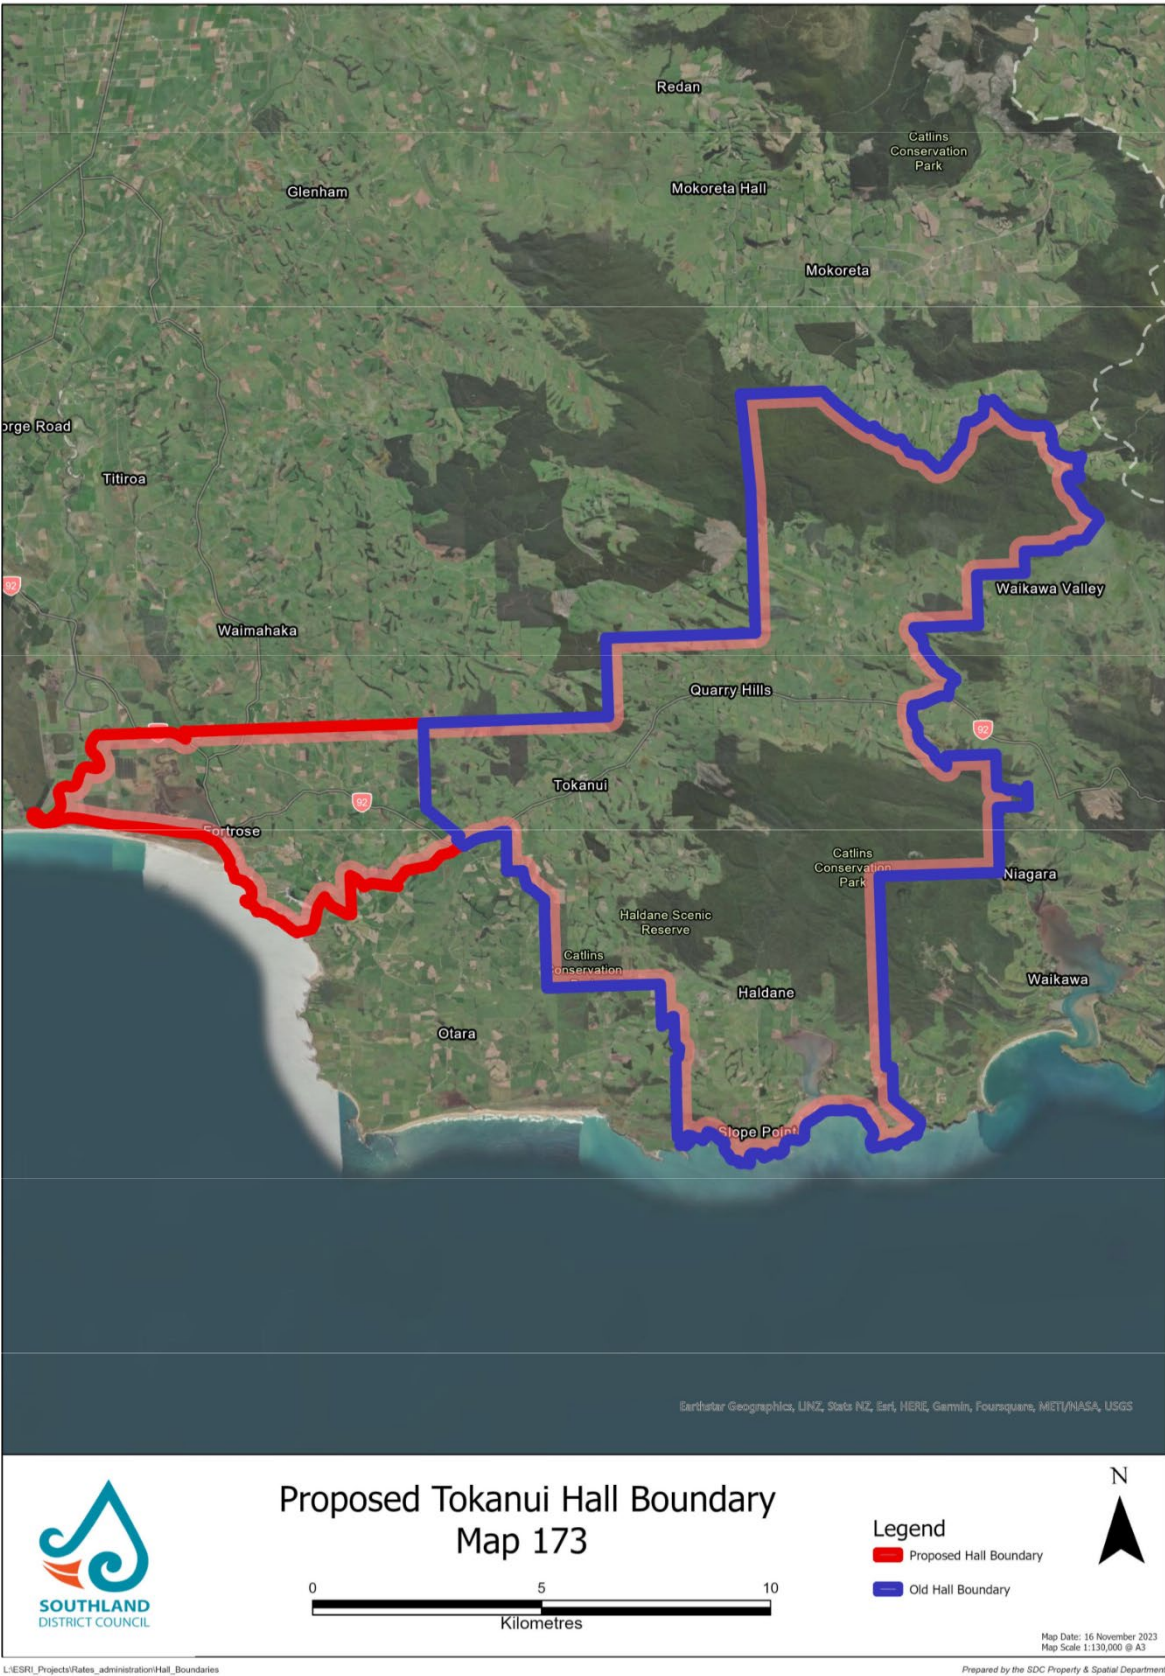 Redan
Catlins
Conservation
Park
Glenham
Mokoreta Hall
Mokoreta
orge Road
Titiroa
92
Waikawa Valley
Waimahaka
Quarry Hills
92
Tokanui
92
Fortrose
Catlins
Conservation
Park
Niagara
Haldane Scenic
Reserve
Catlins
onservation
Waikawa
Haldane
Otara
Slope Point
Earthstar Geographics, LINZ, Stats NZ, Esri, HERE, Garmin, Foursquare, METI/NASA, USGS
SOUTHLAND
DISTRICT COUNCIL
Proposed Tokanui Hall Boundary
Map 173
0 5 10
Kilometres
N
Legend
Proposed Hall Boundary
Old Hall Boundary
Map Date: 16 November 2023
Map Scale 1:130,000 @ A3
L:\ESRI_Projects\Rates_administration\Hall_Boundaries
Prepared by the SDC Property & Spatial Department